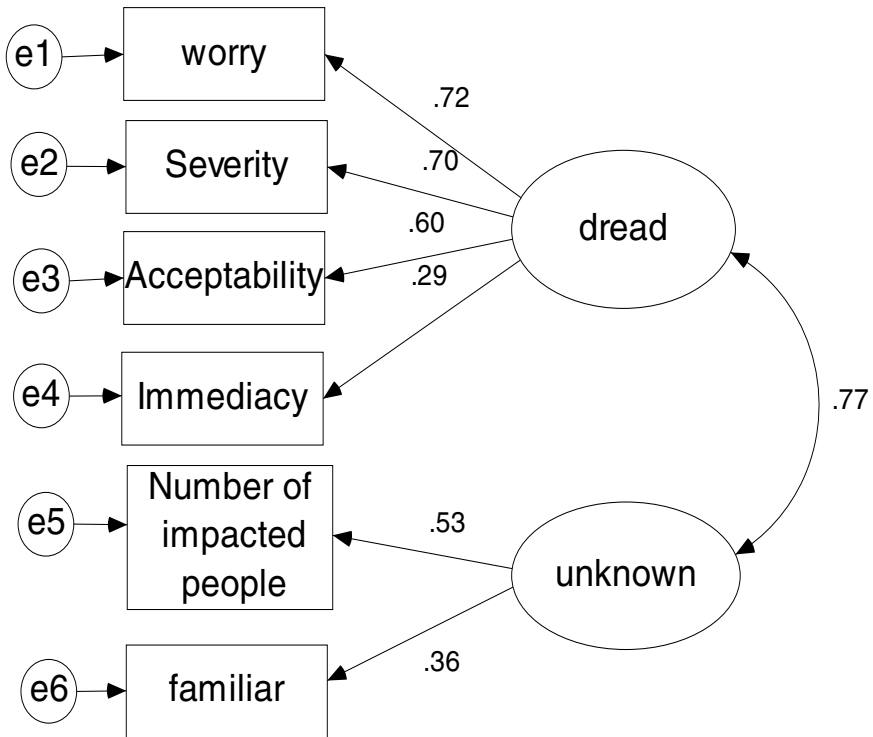 e1
worry
.72
e2
Severity
.70
.60
dread
e3
Acceptability
.29
e4
Immediacy
.77
e5
Number of
impacted
people
.53
unknown
e6
familiar
.36